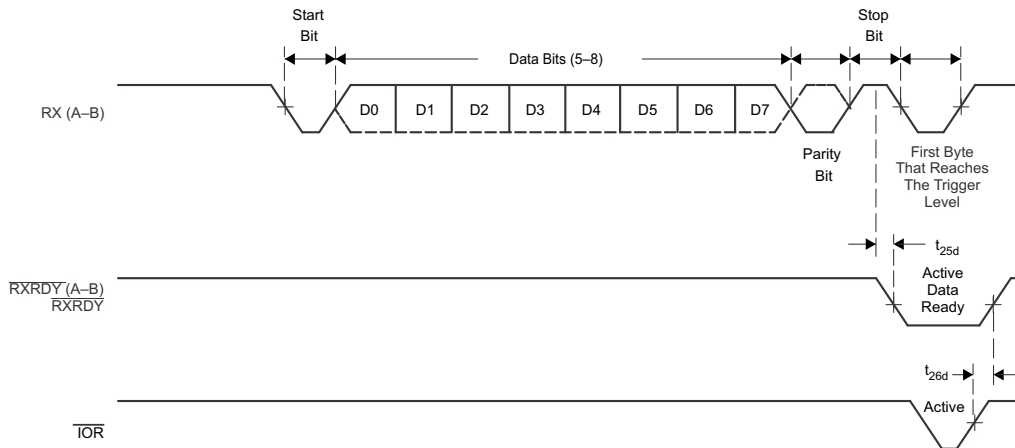 Start
Bit
Stop
Bit
Data Bits (5–8)
RX (A–B)
D0 D1 D2 D3 D4 D5 D6 D7
Parity
Bit
First Byte
That Reaches
The Trigger
Level
t25d
RXRDY (A–B)
RXRDY
Active
Data
Ready
t26d
Active
IOR